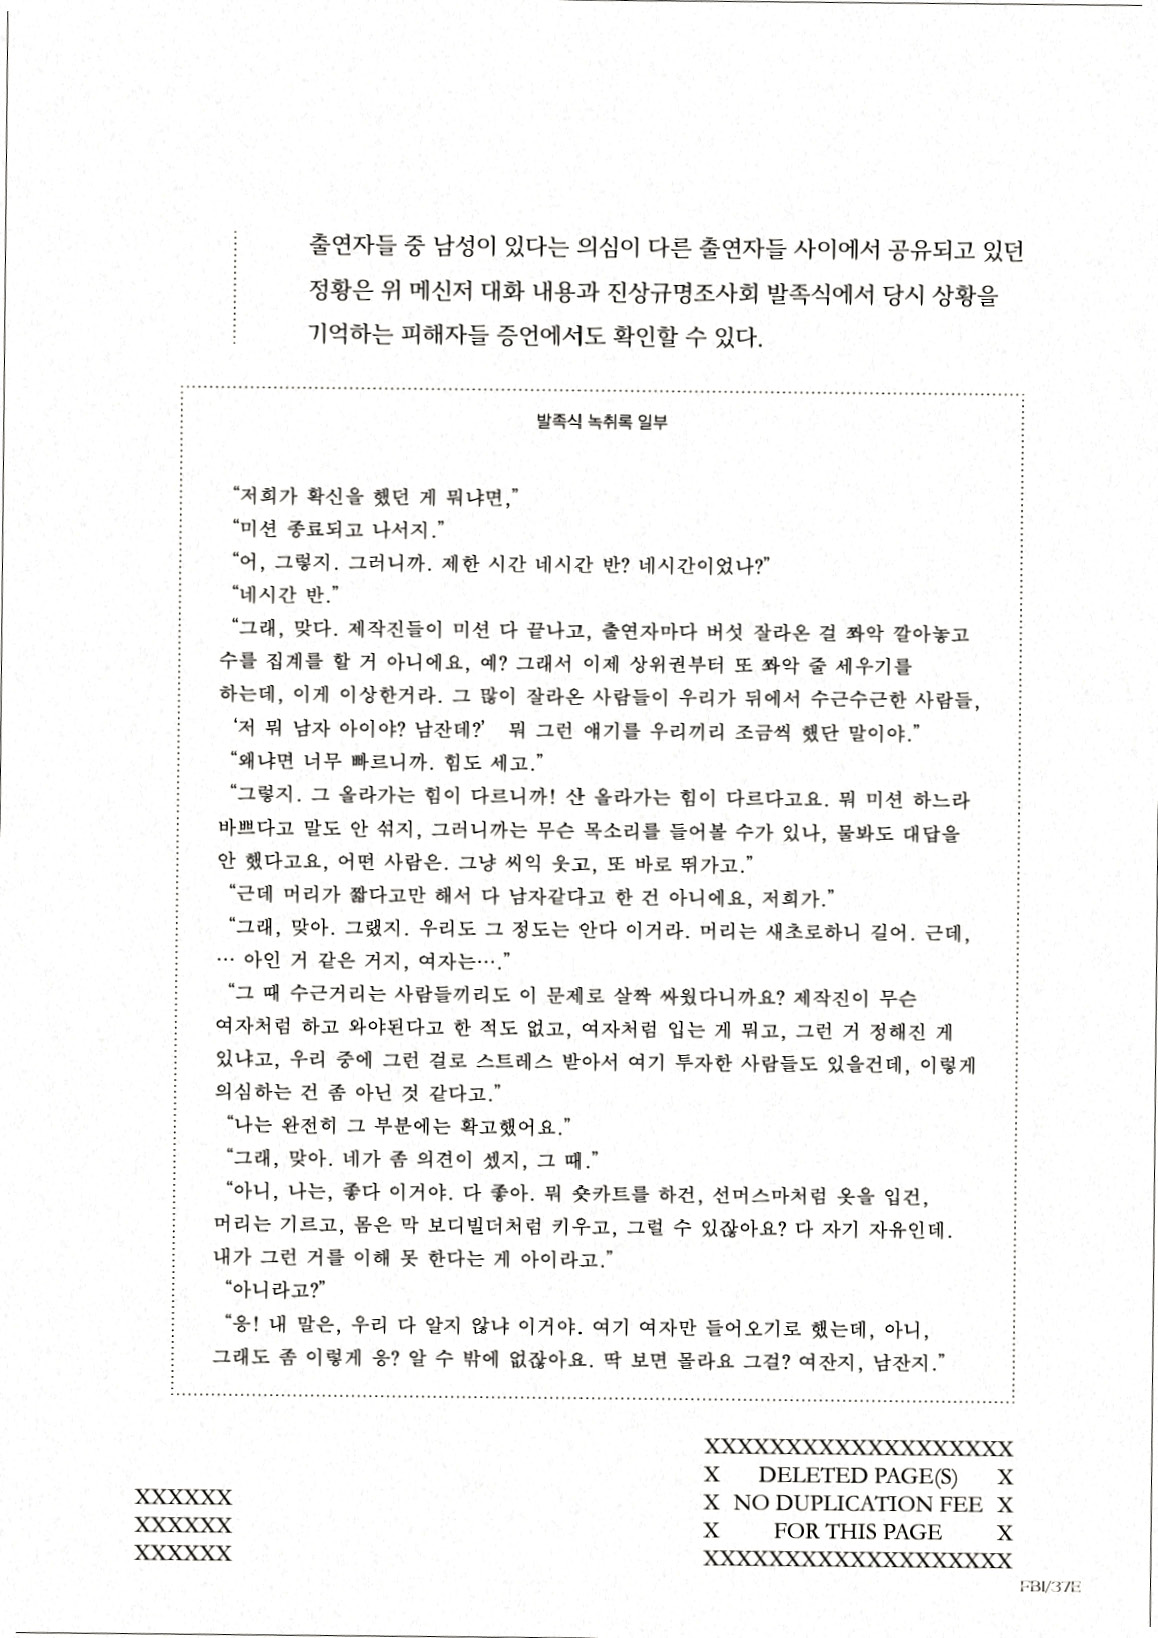 출연자들 중 남성이 있다는 의심이 다른 출연자들 사이에서 공유되고 있던
정황은 위 메신저 대화 내용과 진상규명조사회 발족식에서 당시 상황을
기억하는 피해자들 증언에서도 확인할 수 있다.
발족식 녹취록 일부
“저희가 확신을 했던 게 뭐냐면,”
“미션 종료되고 나서지.”
“어, 그렇지. 그러니까. 제한 시간 네시간 반? 네시간이었나?”
“네시간 반.”
“그래, 맞다. 제작진들이 미션 다 끝나고, 출연자마다 버섯 잘라온 걸 쫘악 깔아놓고
수를 집계를 할 거 아니에요, 예? 그래서 이제 상위권부터 또 쫘악 줄 세우기를
하는데, 이게 이상한거라. 그 많이 잘라온 사람들이 우리가 뒤에서 수근수근한 사람들,
‘저 뭐 남자 아이야? 남잔데?’ 뭐 그런 얘기를 우리끼리 조금씩 했단 말이야.”
“왜냐면 너무 빠르니까. 힘도 세고.”
“그렇지. 그 올라가는 힘이 다르니까! 산 올라가는 힘이 다르다고요. 뭐 미션 하느라
바쁘다고 말도 안 섞지, 그러니까는 무슨 목소리를 들어볼 수가 있나, 물봐도 대답을
안 했다고요, 어떤 사람은. 그냥 씨익 웃고, 또 바로 뛰가고.”
“근데 머리가 짧다고만 해서 다 남자같다고 한 건 아니에요, 저희가.”
“그래, 맞아. 그랬지. 우리도 그 정도는 안다 이거라. 머리는 새초로하니 길어. 근데,
… 아인 거 같은 거지, 여자는….”
“그 때 수근거리는 사람들끼리도 이 문제로 살짝 싸웠다니까요? 제작진이 무슨
여자처럼 하고 와야된다고 한 적도 없고, 여자처럼 입는 게 뭐고, 그런 거 정해진 게
있냐고, 우리 중에 그런 걸로 스트레스 받아서 여기 투자한 사람들도 있을건데, 이렇게
의심하는 건 좀 아닌 것 같다고.”
“나는 완전히 그 부분에는 확고했어요.”
“그래, 맞아. 네가 좀 의견이 셌지, 그 때.”
“아니, 나는, 좋다 이거야. 다 좋아. 뭐 숏카트를 하건, 선머스마처럼 옷을 입건,
머리는 기르고, 몸은 막 보디빌더처럼 키우고, 그럴 수 있잖아요? 다 자기 자유인데.
내가 그런 거를 이해 못 한다는 게 아이라고.”
“아니라고?”
“응! 내 말은, 우리 다 알지 않냐 이거야. 여기 여자만 들어오기로 했는데, 아니,
그래도 좀 이렇게 응? 알 수 밖에 없잖아요. 딱 보면 몰라요 그걸? 여잔지, 남잔지.”
XXXXXX
XXXXXX
XXXXXX
XXXXXXXXXXXXXXXXXXX
X DELETED PAGE(S) X
X NO DUPLICATION FEE X
X FOR THIS PAGE X
XXXXXXXXXXXXXXXXXXX
FBI/37E